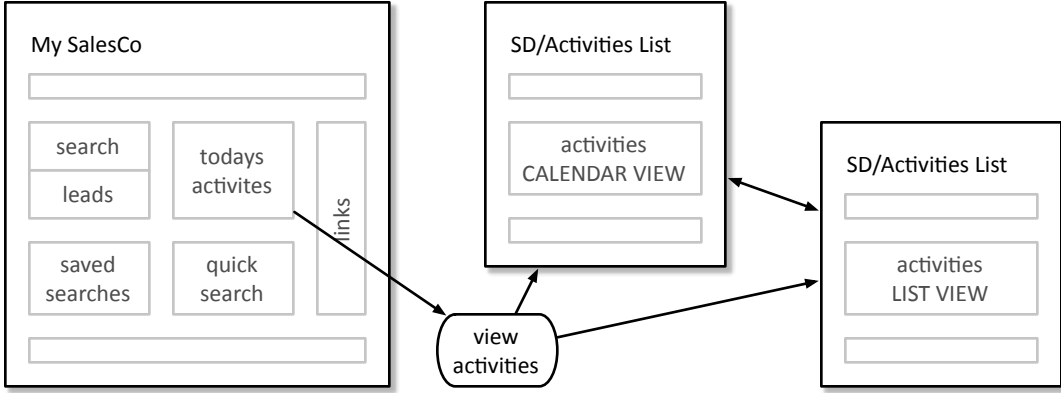 My SalesCo
search
leads
todays
activites
links
saved
searches
quick
search
view
activities
SD/Activities List
activities
CALENDAR VIEW
SD/Activities List
activities
LIST VIEW